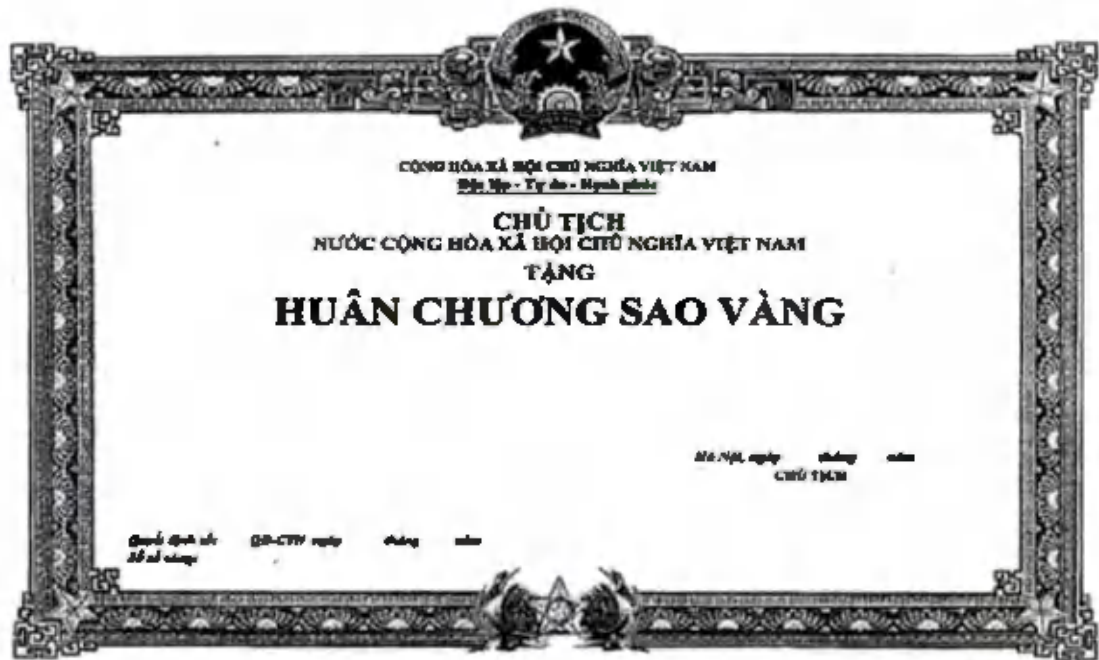 CỘNG HÒA XÃ HỘI CHỦ NGHĨA VIỆT NAM
Độc lập - Tự do - Hạnh phúc
CHỦ TỊCH
NƯỚC CỘNG HÒA XÃ HỘI CHỦ NGHĨA VIỆT NAM
TẶNG
HUÂN CHƯƠNG SAO VÀNG
Hà Nội, ngày tháng năm
CHỦ TỊCH
Quyết định số: QĐ-CTN ngày tháng năm
Số sổ vàng: